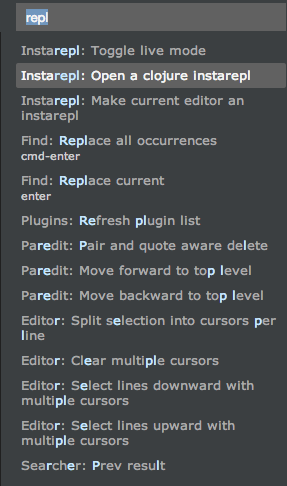 repl
Instarepl: Toggle live mode
Instarepl: Open a clojure instarepl
Instarepl: Make current editor an
instarepl
Find: Replace all occurrences
cmd-enter
Find: Replace current
enter
Plugins: Refresh plugin list
Paredit: Pair and quote aware delete
Paredit: Move forward to top level
Paredit: Move backward to top level
Editor: Split selection into cursors per
line
Editor: Clear multiple cursors
Editor: Select lines downward with
multiple cursors
Editor: Select lines upward with
multiple cursors
Searcher: Prev result